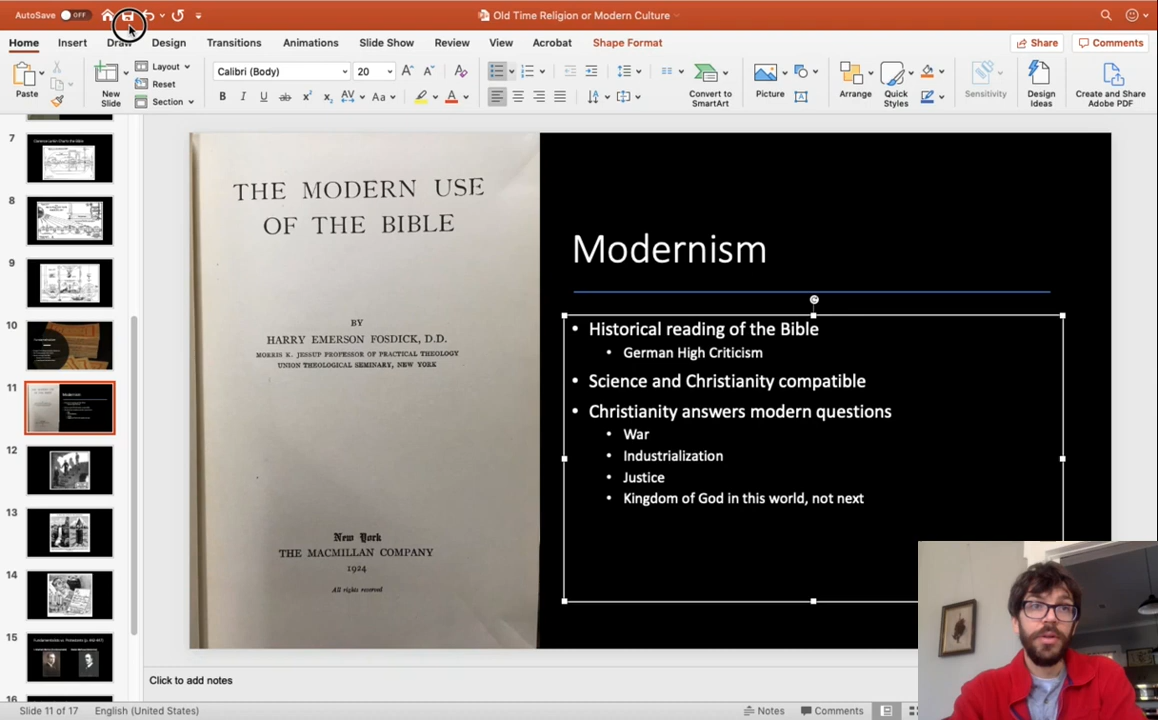 AutoSave OFF
Old Time Religion or Modern Culture
Home Insert Draw Design Transitions Animations Slide Show Review View Acrobat Shape Format
Share Comments
Paste
New
Slide
Layout
Reset
Section
Calibri (Body) 20
Convert to
SmartArt
Picture
Arrange
Quick
Styles
Sensitivity
Design
Ideas
Create and Share
Adobe PDF
7
8
9
10
11
12
13
14
15
16
THE MODERN USE
OF THE BIBLE
BY
HARRY EMERSON FOSDICK, D.D.
MORRIS K. JESSUP PROFESSOR OF PRACTICAL THEOLOGY
UNION THEOLOGICAL SEMINARY, NEW YORK
New York
THE MACMILLAN COMPANY
1924
All rights reserved
Modernism
• Historical reading of the Bible
• German High Criticism
• Science and Christianity compatible
• Christianity answers modern questions
• War
• Industrialization
• Justice
• Kingdom of God in this world, not next
Click to add notes
Slide 11 of 17 English (United States)
Notes Comments